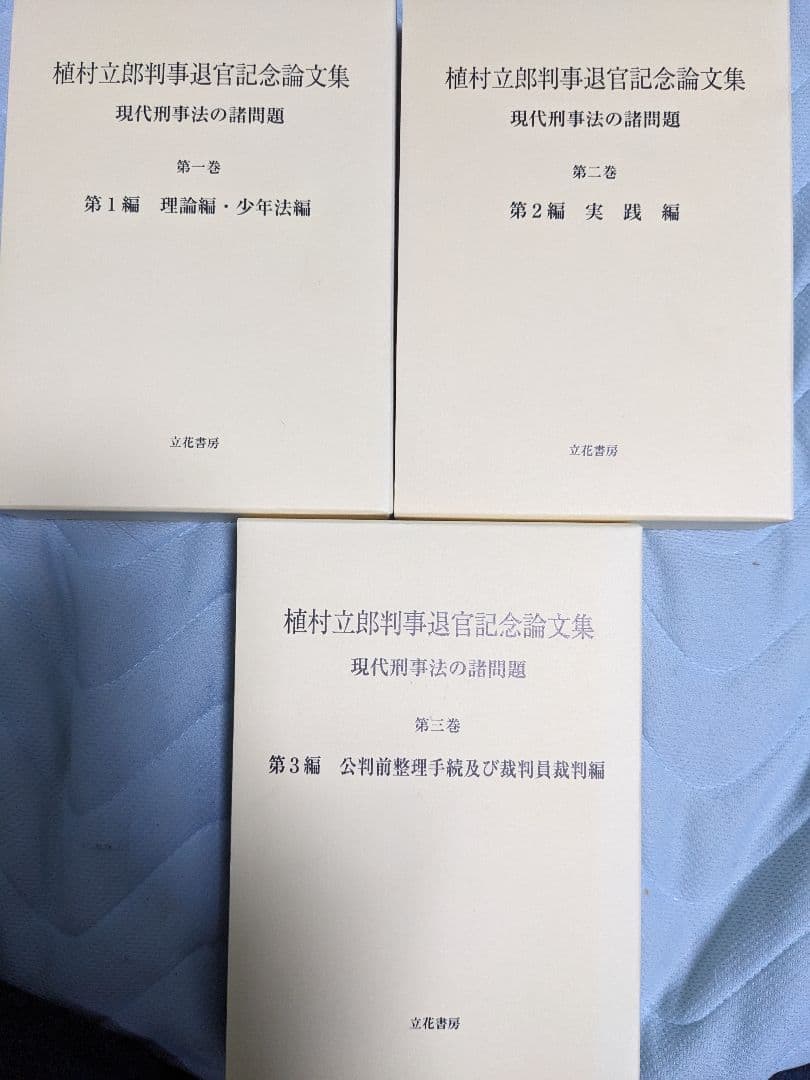 植村立郎判事退官記念論文集
現代刑事法の諸問題
第一巻
第1編 理論編・少年法編
立花書房
植村立郎判事退官記念論文集
現代刑事法の諸問題
第二巻
第2編 実践編
立花書房
植村立郎判事退官記念論文集
現代刑事法の諸問題
第三巻
第3編 公判前整理手続及び裁判員裁判編
立花書房